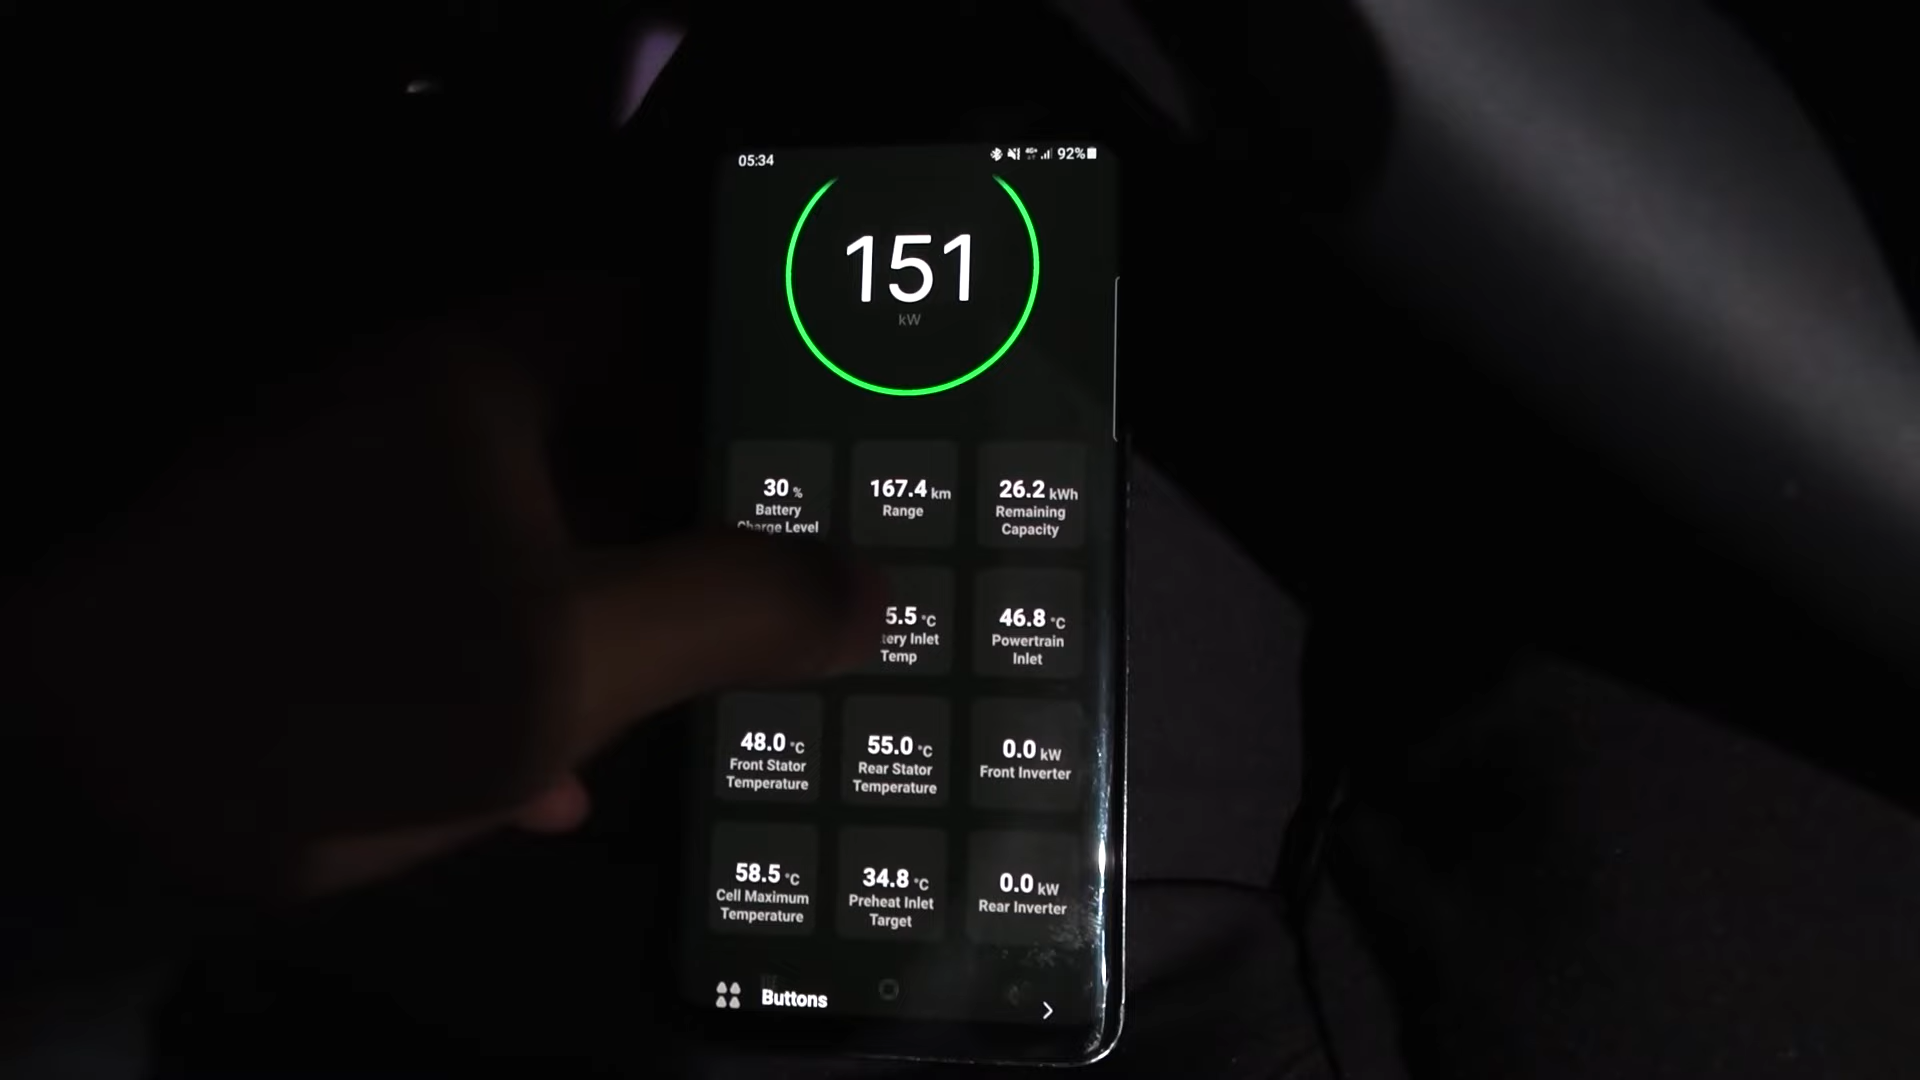 05:34 92%
151
kW
30 % 167.4 km 26.2 kWh
Battery Range Remaining
Charge Level Capacity
5.5 °C 46.8 °C
tery Inlet Powertrain
Temp Inlet
48.0 °C 55.0 °C 0.0 kW
Front Stator Rear Stator Front Inverter
Temperature Temperature
58.5 °C 34.8 °C 0.0 kW
Cell Maximum Preheat Inlet Rear Inverter
Temperature Target
Buttons